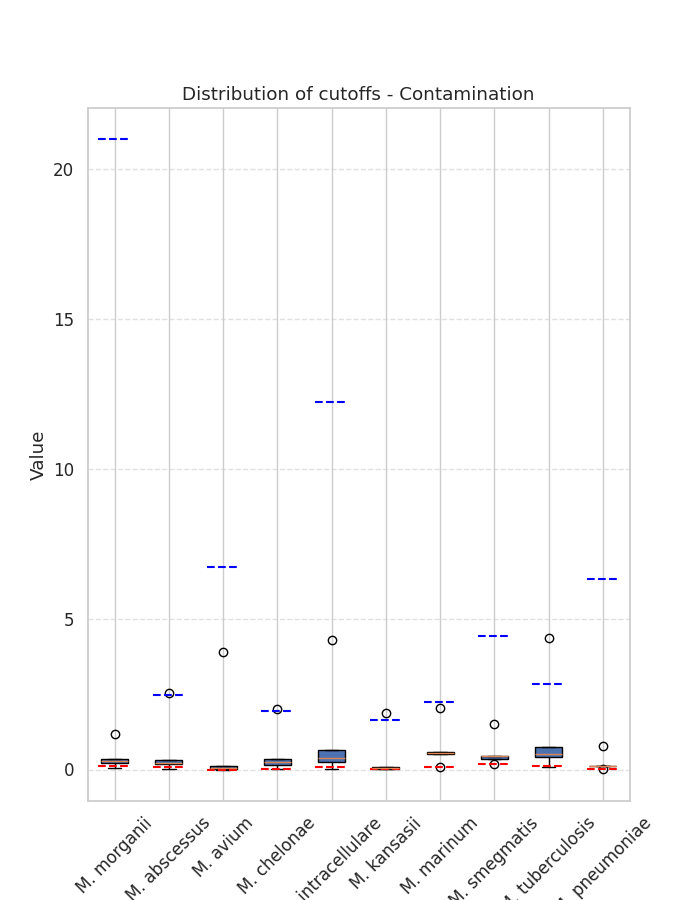 Distribution of cutoffs - Contamination
Value
20
15
10
5
0
M. morganii
M. abscessus
M. avium
M. chelonae
intracellulare
M. kansasii
M. marinum
M. smegmatis
. tuberculosis
. pneumoniae